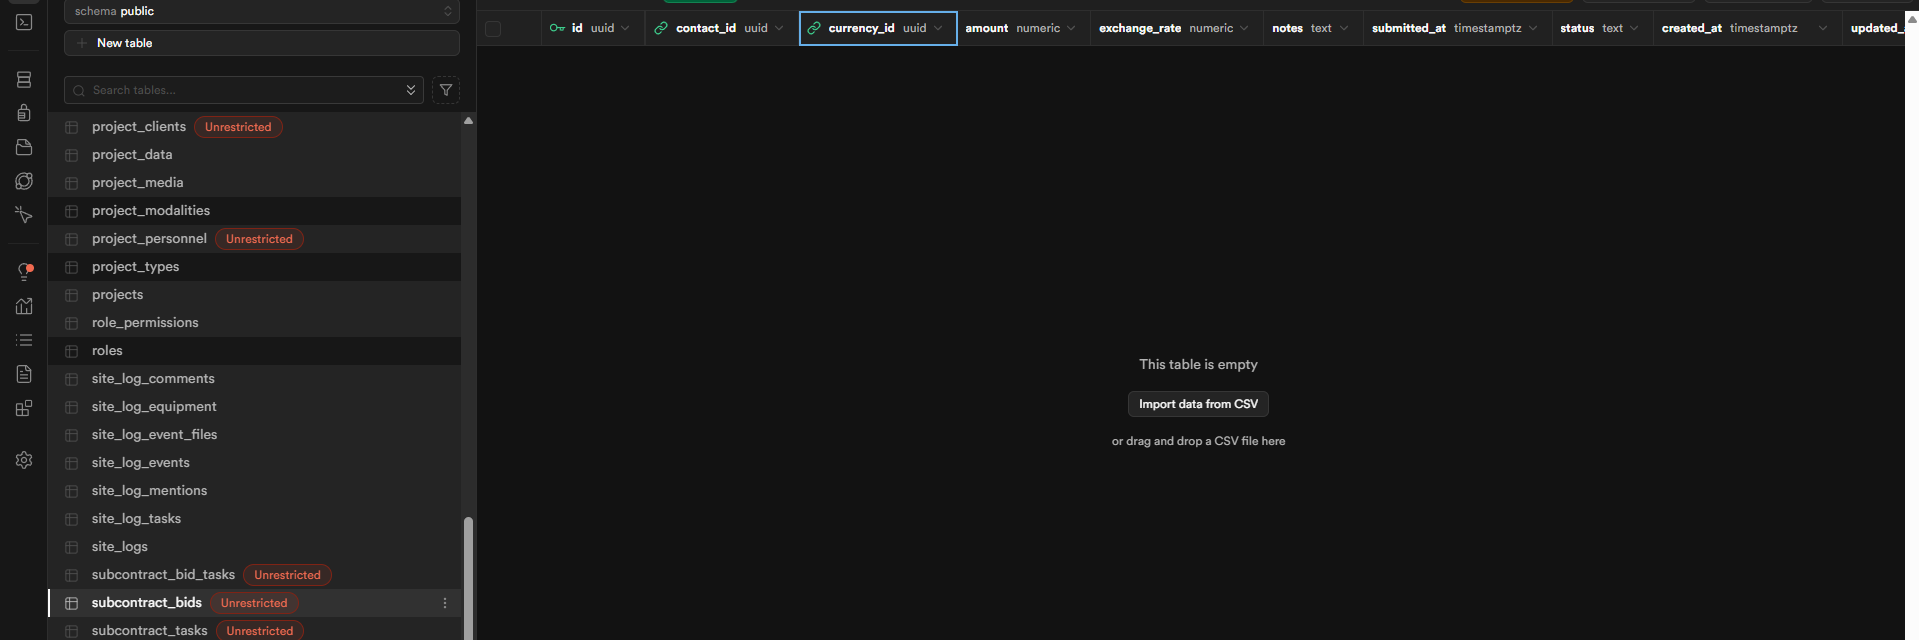 schema public
New table
Search tables...
project_clients Unrestricted
project_data
project_media
project_modalities
project_personnel Unrestricted
project_types
projects
role_permissions
roles
site_log_comments
site_log_equipment
site_log_event_files
site_log_events
site_log_mentions
site_log_tasks
site_logs
subcontract_bid_tasks Unrestricted
subcontract_bids Unrestricted
subcontract_tasks Unrestricted
id uuid contact_id uuid currency_id uuid amount numeric exchange_rate numeric notes text submitted_at timestamptz status text created_at timestamptz updated_
This table is empty
Import data from CSV
or drag and drop a CSV file here